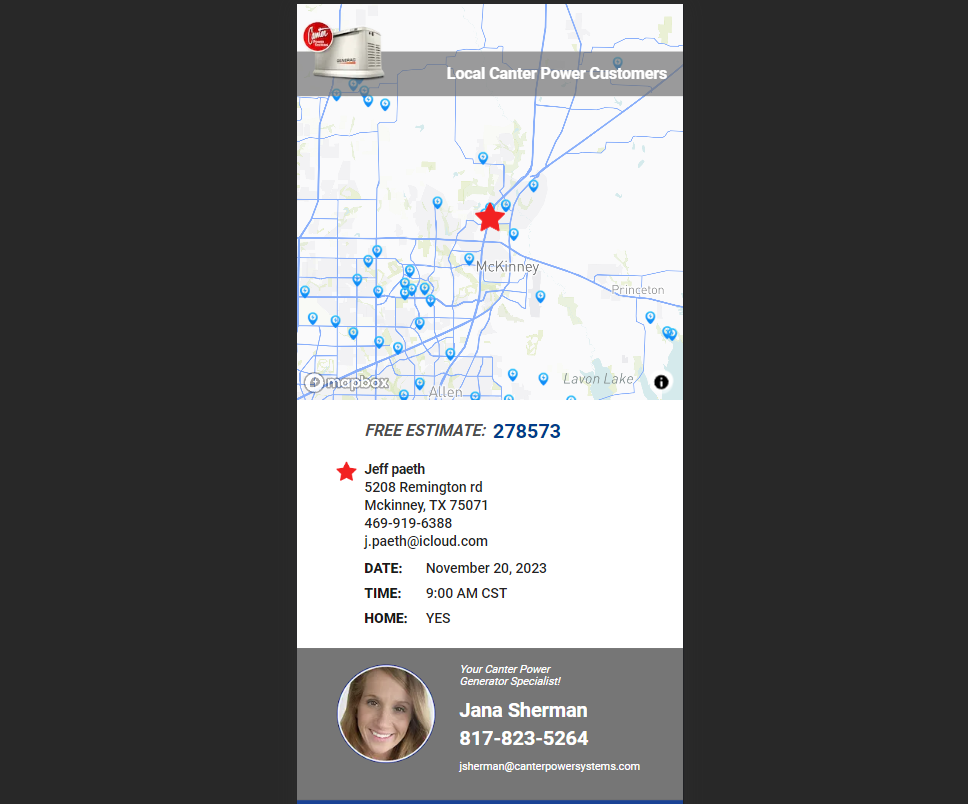 Canter
GENERAC
Local Canter Power Customers
McKinney
Princeton
Lavon Lake
mapbox
Allen
FREE ESTIMATE: 278573
Jeff paeth
5208 Remington rd
Mckinney, TX 75071
469-919-6388
j.paeth@icloud.com
DATE: November 20, 2023
TIME: 9:00 AM CST
HOME: YES
Your Canter Power
Generator Specialist!
Jana Sherman
817-823-5264
jsherman@canterpowersystems.com